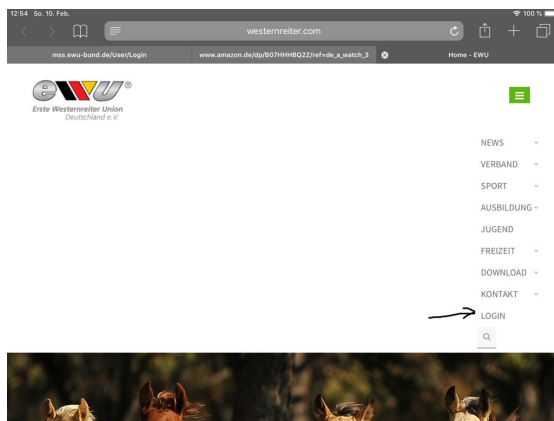 12:54 So. 10. Feb.
100 %
westernreiter.com
mss.ewu-bund.de/User/Login
www.amazon.de/dp/B07HHHBQ2Z/ref=de_a_watch_3
Home - EWU
ewu®
Erste Westernreiter Union
Deutschland e.V.
NEWS
VERBAND
SPORT
AUSBILDUNG
JUGEND
FREIZEIT
DOWNLOAD
KONTAKT
LOGIN